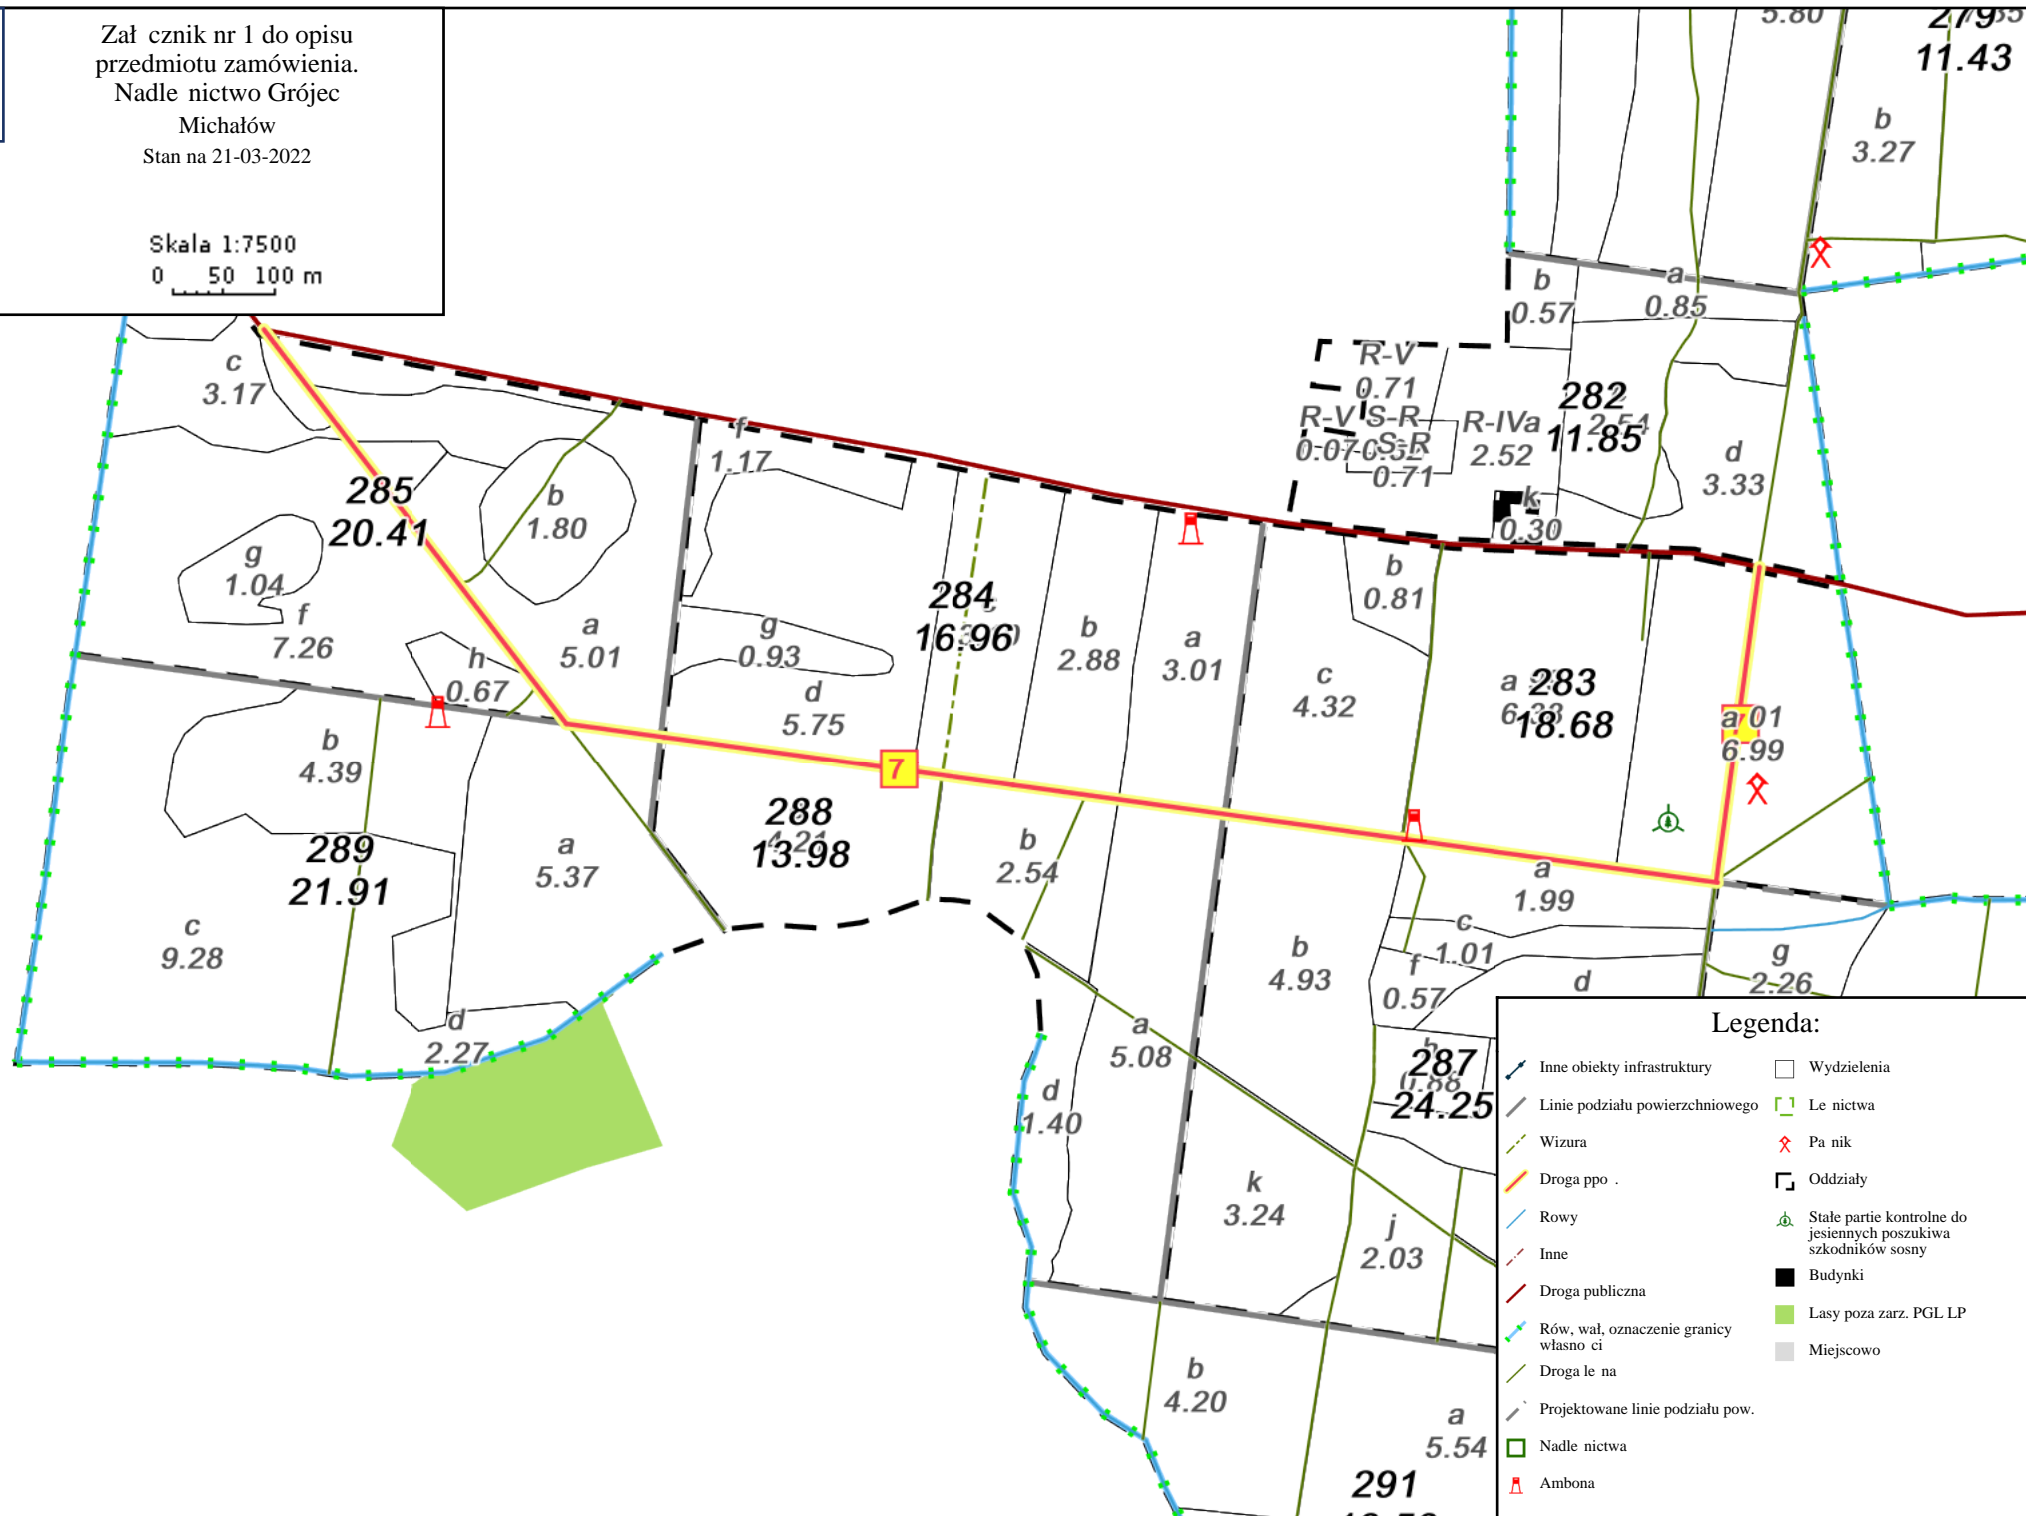 Zał cznik nr 1 do opisu
przedmiotu zamówienia.
Nadle nictwo Grójec
Michałów
Stan na 21-03-2022
Skala 1:7500
0 50 100 m
5.80
279
11.43
b
3.27
b
0.57
a
0.85
R-V
0.71
R-V
S-R
0.07
S-R
0.71
R-IVa
2.52
282
11.85
d
3.33
k
0.30
c
3.17
285
20.41
b
1.80
g
1.04
f
7.26
h
0.67
a
5.01
f
1.17
g
0.93
d
5.75
284
16.96
b
2.88
a
3.01
b
0.81
c
4.32
a
283
18.68
a
6.99
7
b
4.39
289
21.91
a
5.37
288
13.98
b
2.54
a
1.99
c
9.28
d
2.27
b
4.93
c
1.01
f
0.57
d
g
2.26
a
5.08
d
1.40
287
24.25
k
3.24
j
2.03
b
4.20
a
5.54
291
Legenda:
Inne obiekty infrastruktury
Linie podziału powierzchniowego
Wizura
Droga ppo .
Rowy
Inne
Droga publiczna
Rów, wał, oznaczenie granicy
własno ci
Droga le na
Projektowane linie podziału pow.
Nadle nictwa
Ambona
Wydzielenia
Le nictwa
Pa nik
Oddziały
Stałe partie kontrolne do
jesiennych poszukiwa
szkodników sosny
Budynki
Lasy poza zarz. PGL LP
Miejscowo